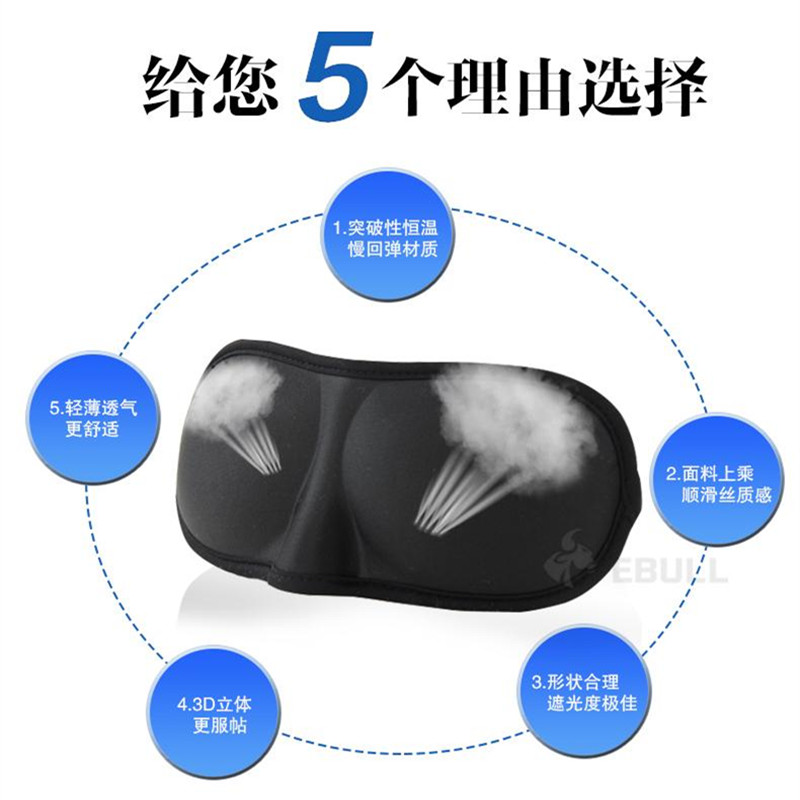 给您5个理由选择
1.突破性恒温
慢回弹材质
2.面料上乘
顺滑丝质感
3.形状合理
遮光度极佳
4.3D立体
更服帖
5.轻薄透气
更舒适
EBULL